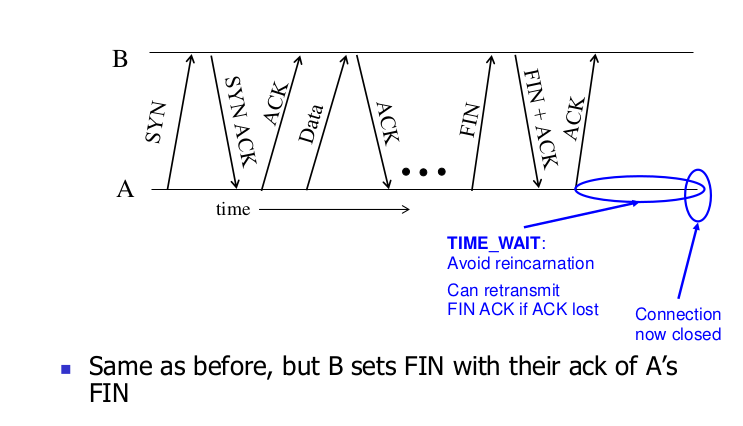 B
SYN
SYN ACK
ACK
Data
ACK
FIN
FIN + ACK
ACK
A
time
TIME_WAIT:
Avoid reincarnation
Can retransmit
FIN ACK if ACK lost
Connection
now closed
Same as before, but B sets FIN with their ack of A’s
FIN